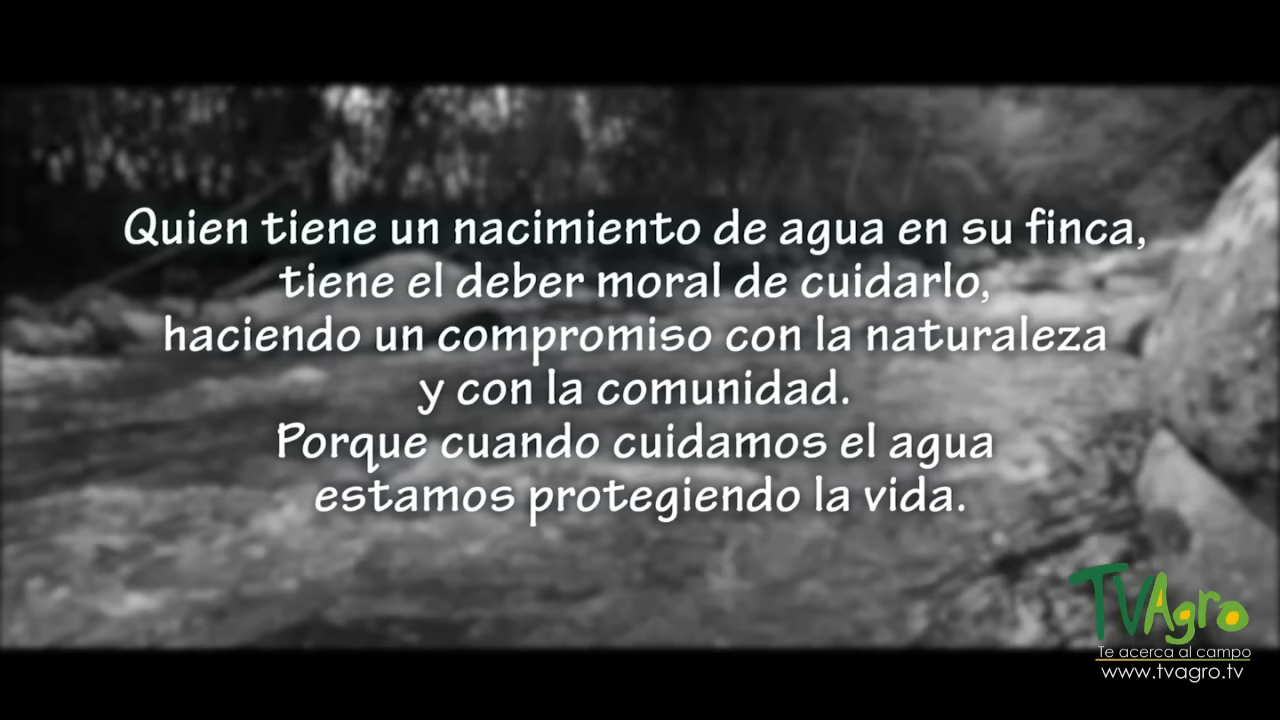 Quien tiene un nacimiento de agua en su finca,
tiene el deber moral de cuidarlo,
haciendo un compromiso con la naturaleza
y con la comunidad.
Porque cuando cuidamos el agua
estamos protegiendo la vida.
TVAgro
Te acerca al campo
www.tvagro.tv